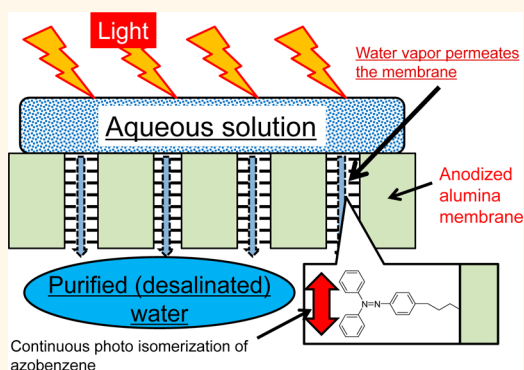 Light
Water vapor permeates
the membrane
Aqueous solution
Anodized
alumina
membrane
Purified (desalinated)
water
N=N
Continuous photo isomerization of
azobenzene